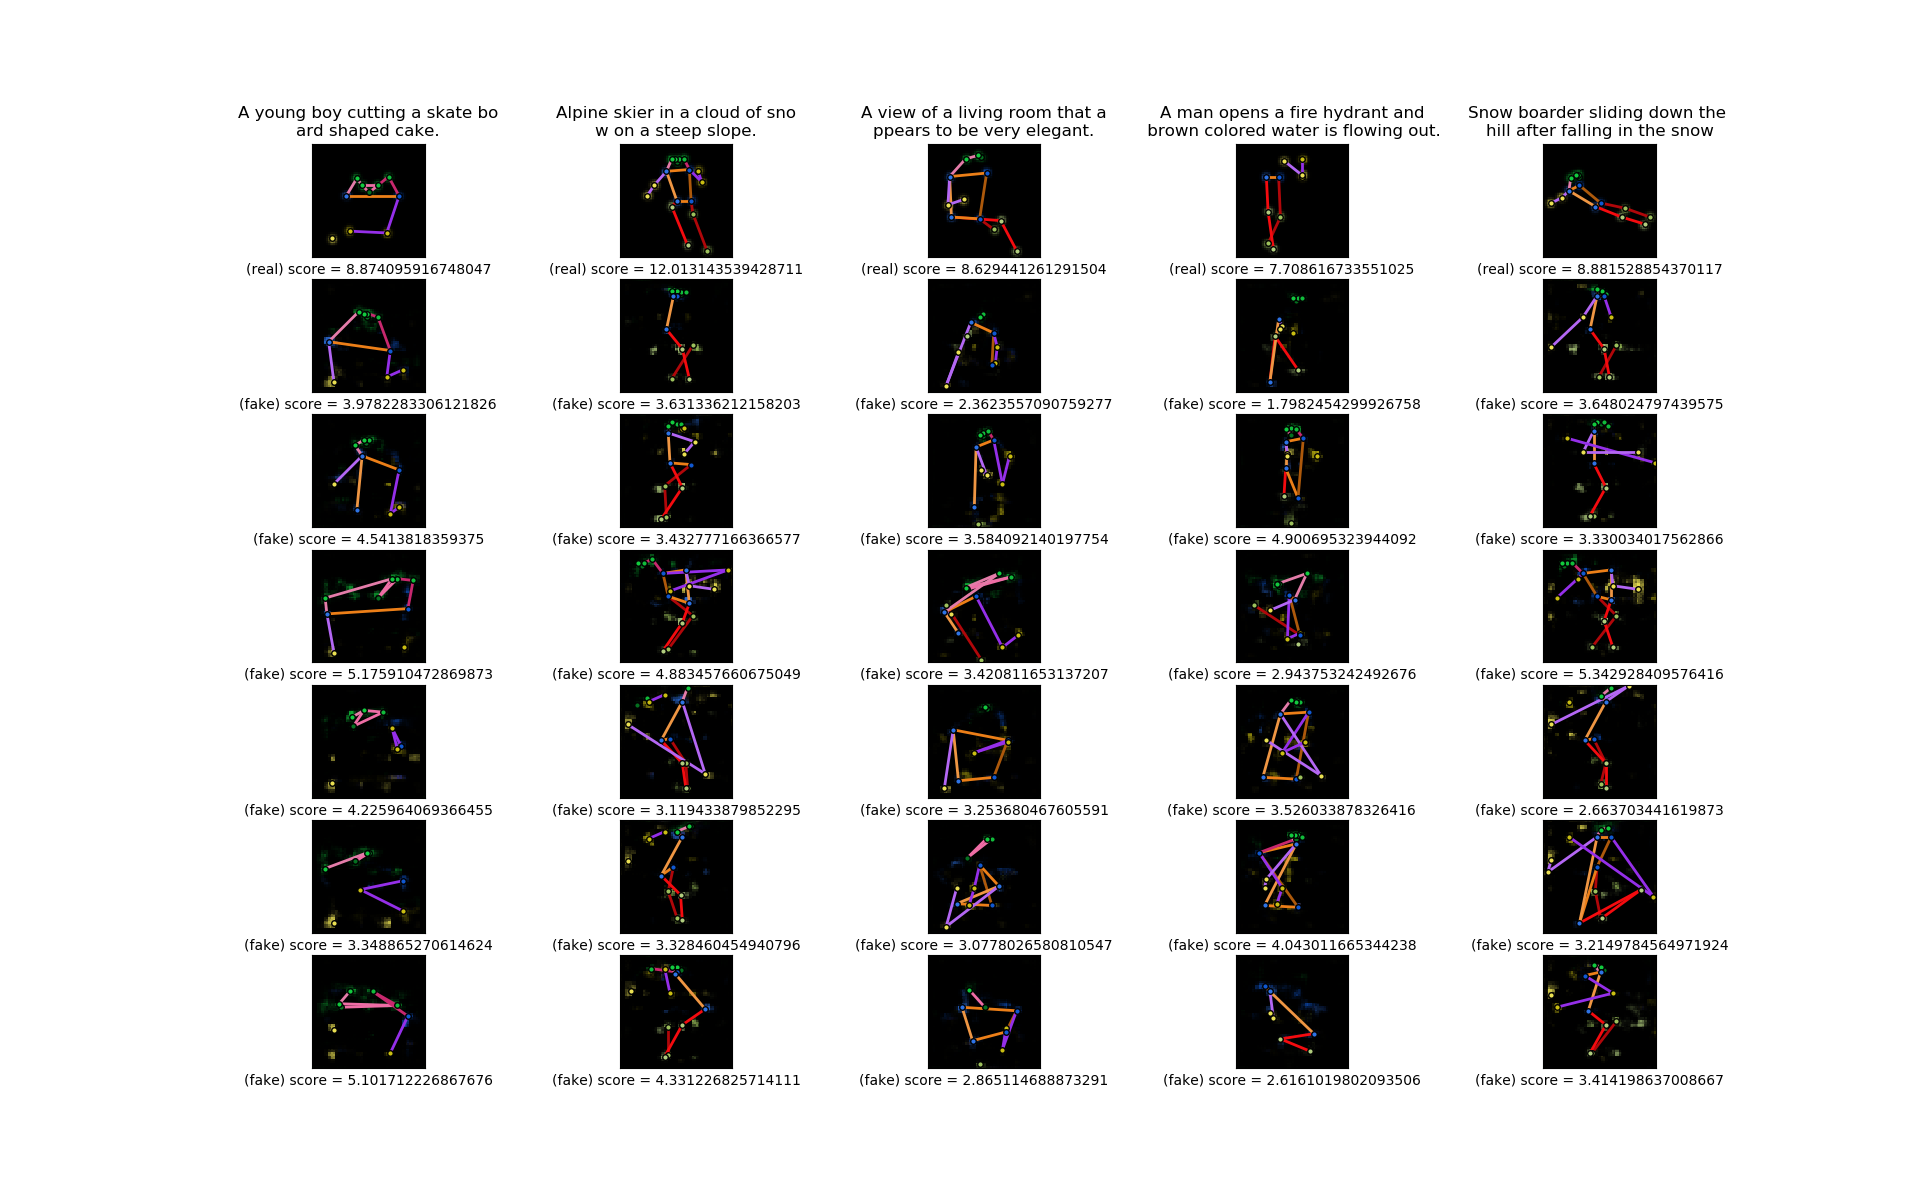 A young boy cutting a skate bo
ard shaped cake.
Alpine skier in a cloud of sno
w on a steep slope.
A view of a living room that a
ppears to be very elegant.
A man opens a fire hydrant and
brown colored water is flowing out.
Snow boarder sliding down the
hill after falling in the snow
(real) score = 8.874095916748047
(real) score = 12.013143539428711
(real) score = 8.629441261291504
(real) score = 7.708616733551025
(real) score = 8.881528854370117
(fake) score = 3.9782283306121826
(fake) score = 3.631336212158203
(fake) score = 2.3623557090759277
(fake) score = 1.7982454299926758
(fake) score = 3.648024797439575
(fake) score = 4.5413818359375
(fake) score = 3.432777166366577
(fake) score = 3.584092140197754
(fake) score = 4.900695323944092
(fake) score = 3.330034017562866
(fake) score = 5.175910472869873
(fake) score = 4.883457660675049
(fake) score = 3.420811653137207
(fake) score = 2.943753242492676
(fake) score = 5.342928409576416
(fake) score = 4.225964069366455
(fake) score = 3.119433879852295
(fake) score = 3.253680467605591
(fake) score = 3.526033878326416
(fake) score = 2.663703441619873
(fake) score = 3.348865270614624
(fake) score = 3.328460454940796
(fake) score = 3.0778026580810547
(fake) score = 4.043011665344238
(fake) score = 3.2149784564971924
(fake) score = 5.101712226867676
(fake) score = 4.331226825714111
(fake) score = 2.865114688873291
(fake) score = 2.6161019802093506
(fake) score = 3.414198637008667